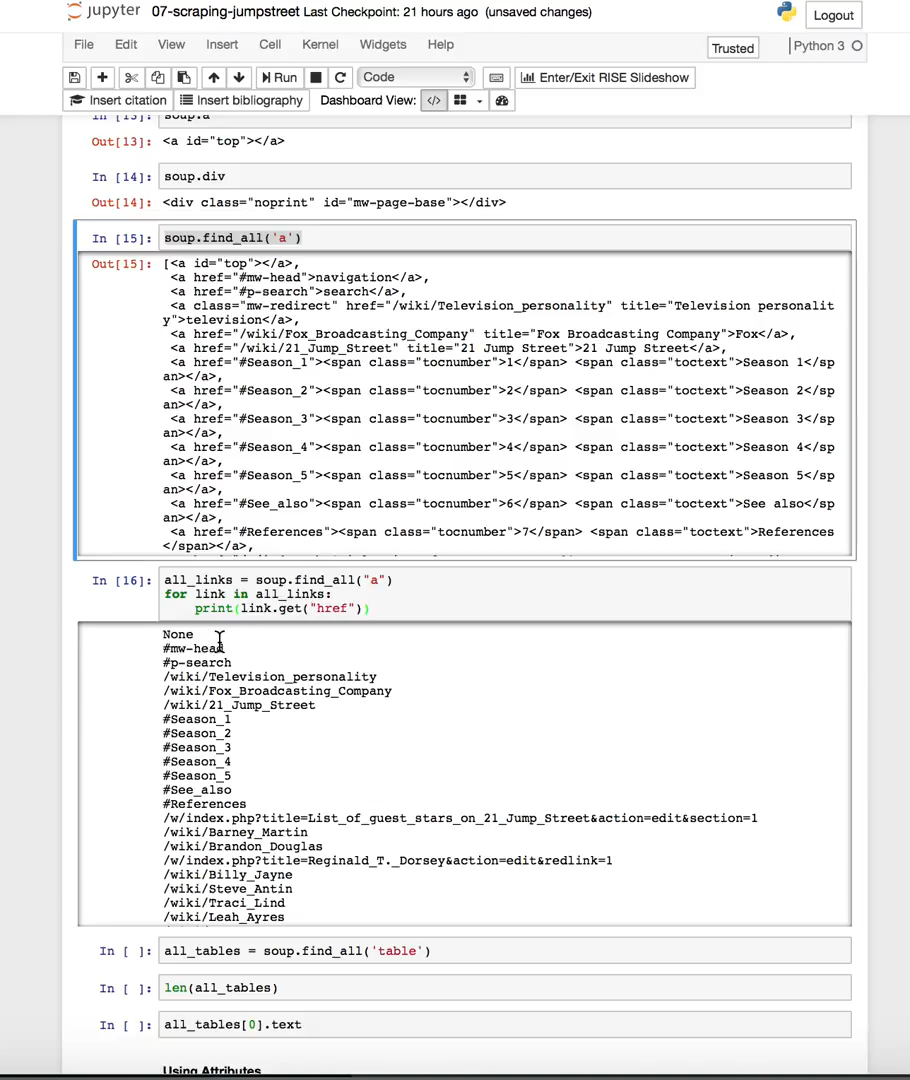 jupyter 07-scraping-jumpstreet Last Checkpoint: 21 hours ago (unsaved changes)
Logout
File Edit View Insert Cell Kernel Widgets Help
Trusted
Python 3
Run
Code
Enter/Exit RISE Slideshow
Insert citation
Insert bibliography
Dashboard View:
In [13]: soup.a
Out[13]: <a id="top"></a>
In [14]: soup.div
Out[14]: <div class="noprint" id="mw-page-base"></div>
In [15]: soup.find_all('a')
Out[15]: [<a id="top"></a>,
<a href="#mw-head">navigation</a>,
<a href="#p-search">search</a>,
<a class="mw-redirect" href="/wiki/Television_personality" title="Television personalit
y">television</a>,
<a href="/wiki/Fox_Broadcasting_Company" title="Fox Broadcasting Company">Fox</a>,
<a href="/wiki/21_Jump_Street" title="21 Jump Street">21 Jump Street</a>,
<a href="#Season_1"><span class="tocnumber">1</span> <span class="toctext">Season 1</sp
an></a>,
<a href="#Season_2"><span class="tocnumber">2</span> <span class="toctext">Season 2</sp
an></a>,
<a href="#Season_3"><span class="tocnumber">3</span> <span class="toctext">Season 3</sp
an></a>,
<a href="#Season_4"><span class="tocnumber">4</span> <span class="toctext">Season 4</sp
an></a>,
<a href="#Season_5"><span class="tocnumber">5</span> <span class="toctext">Season 5</sp
an></a>,
<a href="#See_also"><span class="tocnumber">6</span> <span class="toctext">See also</sp
an></a>,
<a href="#References"><span class="tocnumber">7</span> <span class="toctext">References
</span></a>,
In [16]: all_links = soup.find_all("a")
for link in all_links:
print(link.get("href"))
None
#mw-head
#p-search
/wiki/Television_personality
/wiki/Fox_Broadcasting_Company
/wiki/21_Jump_Street
#Season_1
#Season_2
#Season_3
#Season_4
#Season_5
#See_also
#References
/w/index.php?title=List_of_guest_stars_on_21_Jump_Street&action=edit&section=1
/wiki/Barney_Martin
/wiki/Brandon_Douglas
/w/index.php?title=Reginald_T._Dorsey&action=edit&redlink=1
/wiki/Billy_Jayne
/wiki/Steve_Antin
/wiki/Traci_Lind
/wiki/Leah_Ayres
In [ ]: all_tables = soup.find_all('table')
In [ ]: len(all_tables)
In [ ]: all_tables[0].text
Using Attributes